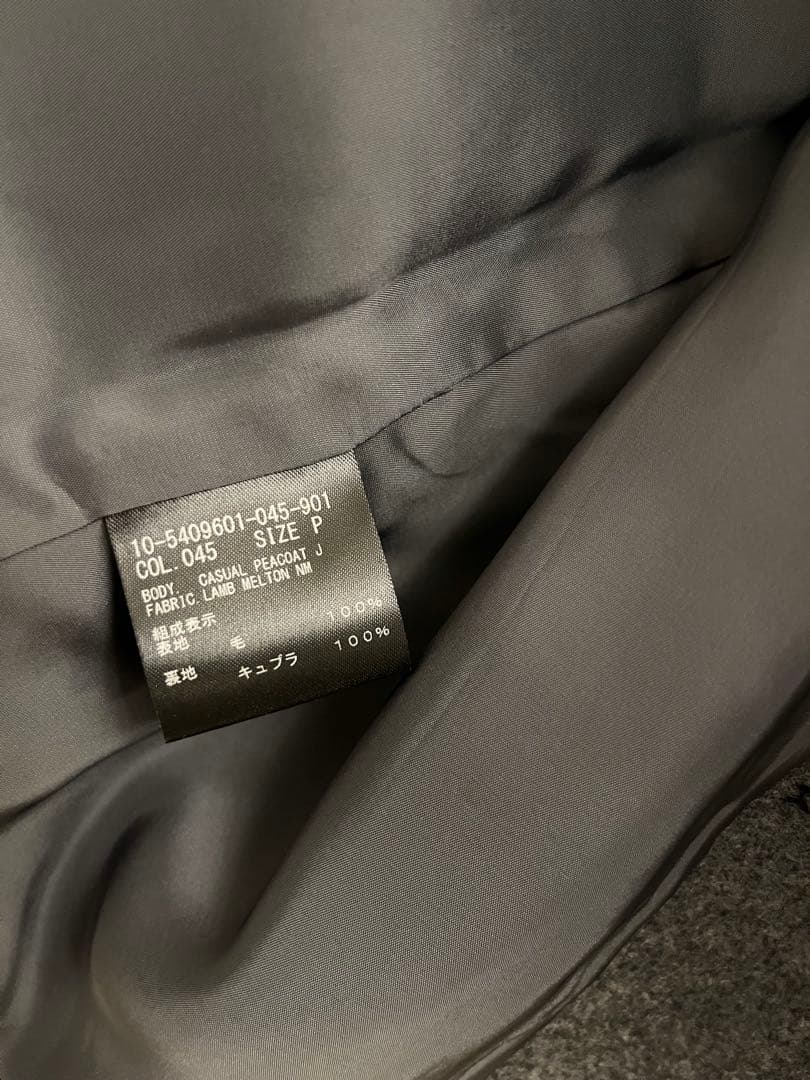 10-5409601-045-901
COL.045 SIZE P
BODY. CASUAL PEACOAT J
FABRIC.LAMB MELTON NM
組成表示
表地 毛 100%
裏地 キュプラ 100%